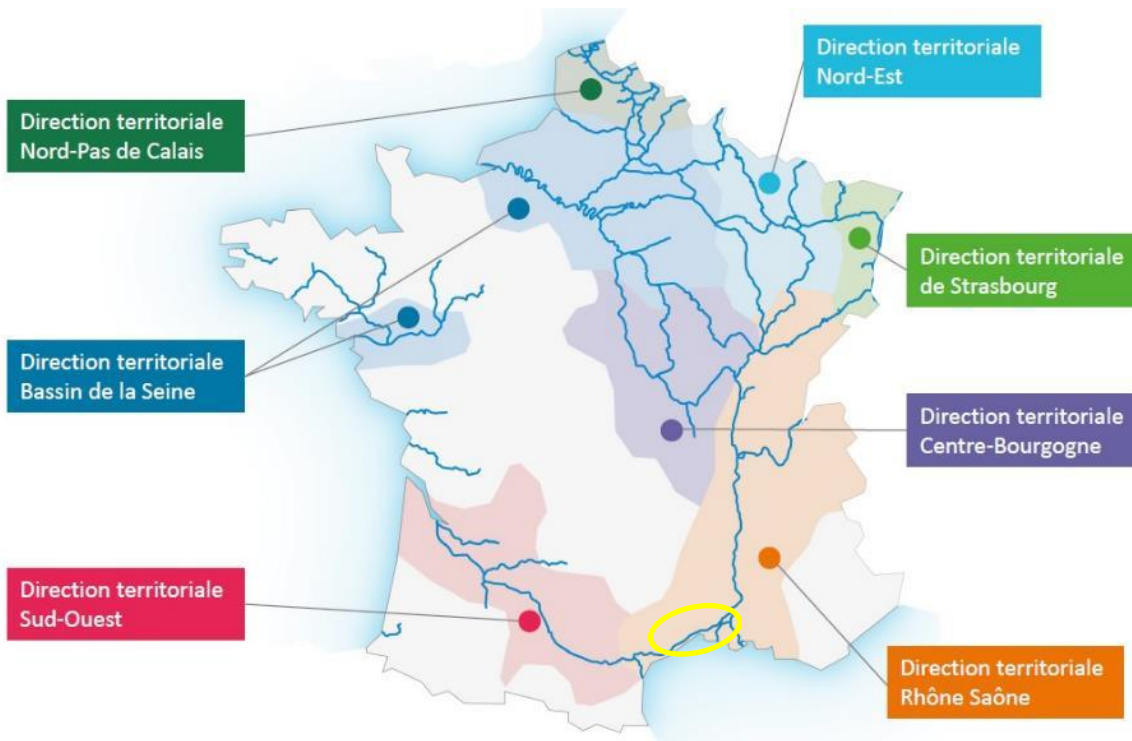 Direction territoriale
Nord-Est
Direction territoriale
Nord-Pas de Calais
Direction territoriale
de Strasbourg
Direction territoriale
Bassin de la Seine
Direction territoriale
Centre-Bourgogne
Direction territoriale
Sud-Ouest
Direction territoriale
Rhône Saône